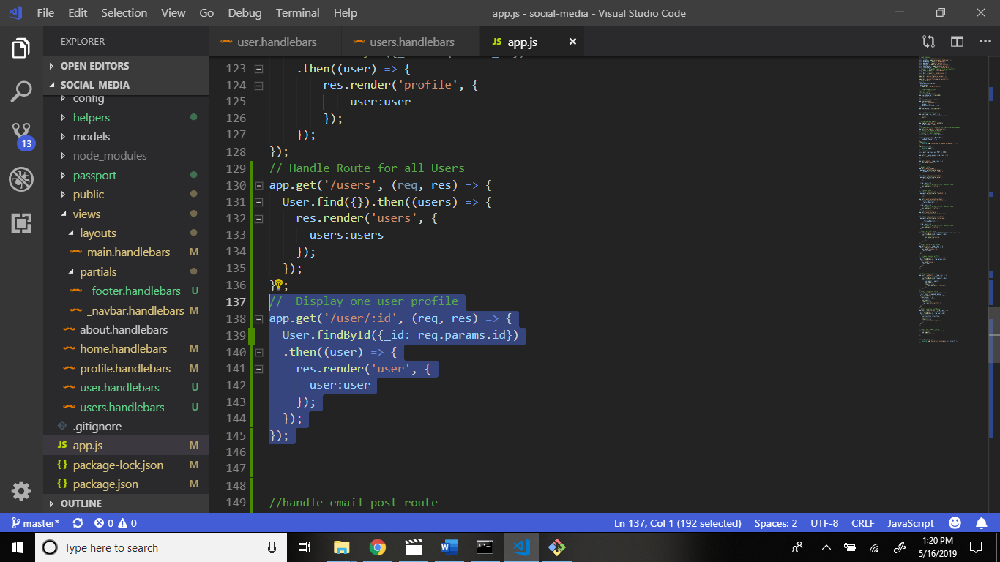 File Edit Selection View Go Debug Terminal Help app.js - social-media - Visual Studio Code
EXPLORER
OPEN EDITORS
SOCIAL-MEDIA
config
helpers
models
node_modules
passport
public
views
layouts
main.handlebars M
partials
_footer.handlebars U
_navbar.handlebars M
about.handlebars
home.handlebars M
profile.handlebars M
user.handlebars U
users.handlebars U
.gitignore
JS app.js M
{} package-lock.json M
{} package.json M
OUTLINE
13
user.handlebars users.handlebars JS app.js
123 .then((user) => {
124 res.render('profile', {
125 user:user
126 });
127 });
128 });
129 // Handle Route for all Users
130 app.get('/users', (req, res) => {
131 User.find({}).then((users) => {
132 res.render('users', {
133 users:users
134 });
135 });
136 });
137 //  Display one user profile
138 app.get('/user/:id', (req, res) => {
139 User.findById({_id: req.params.id})
140 .then((user) => {
141 res.render('user', {
142 user:user
143 });
144 });
145 });
146
147
148
149 //handle email post route
master* 0 0 Ln 137, Col 1 (192 selected) Spaces: 2 UTF-8 CRLF JavaScript
Type here to search
1:20 PM
5/16/2019